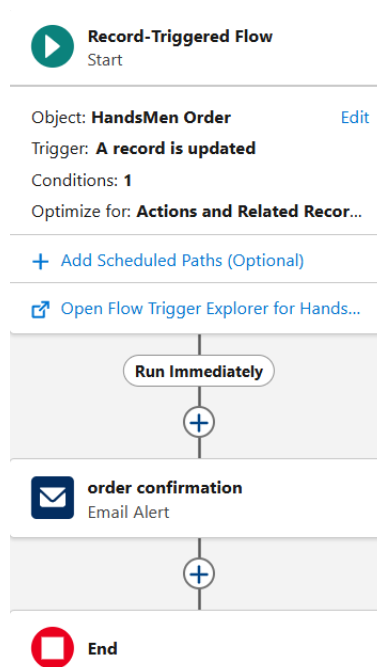 Record-Triggered Flow
Start
Object: HandsMen Order
Edit
Trigger: A record is updated
Conditions: 1
Optimize for: Actions and Related Recor...
Add Scheduled Paths (Optional)
Open Flow Trigger Explorer for Hands...
Run Immediately
order confirmation
Email Alert
End